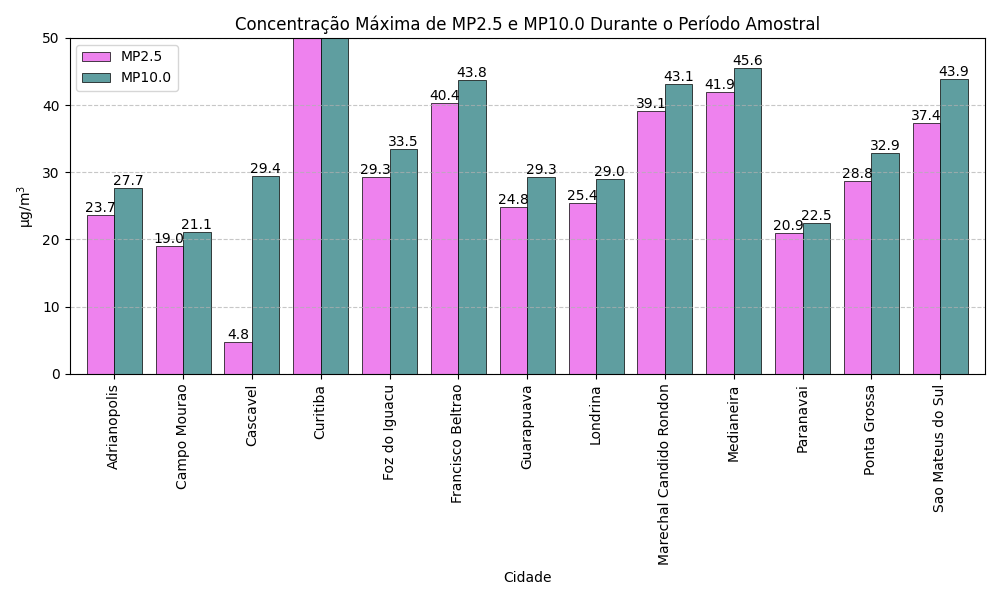 Concentração Máxima de MP2.5 e MP10.0 Durante o Período Amostral
MP2.5
MP10.0
µg/m³
50
40
30
20
10
0
23.7
27.7
19.0
21.1
4.8
29.4
29.3
33.5
40.4
43.8
24.8
29.3
25.4
29.0
39.1
43.1
41.9
45.6
20.9
22.5
28.8
32.9
37.4
43.9
Adrianopolis
Campo Mourao
Cascavel
Curitiba
Foz do Iguacu
Francisco Beltrao
Guarapuava
Londrina
Marechal Candido Rondon
Medianeira
Paranavai
Ponta Grossa
Sao Mateus do Sul
Cidade